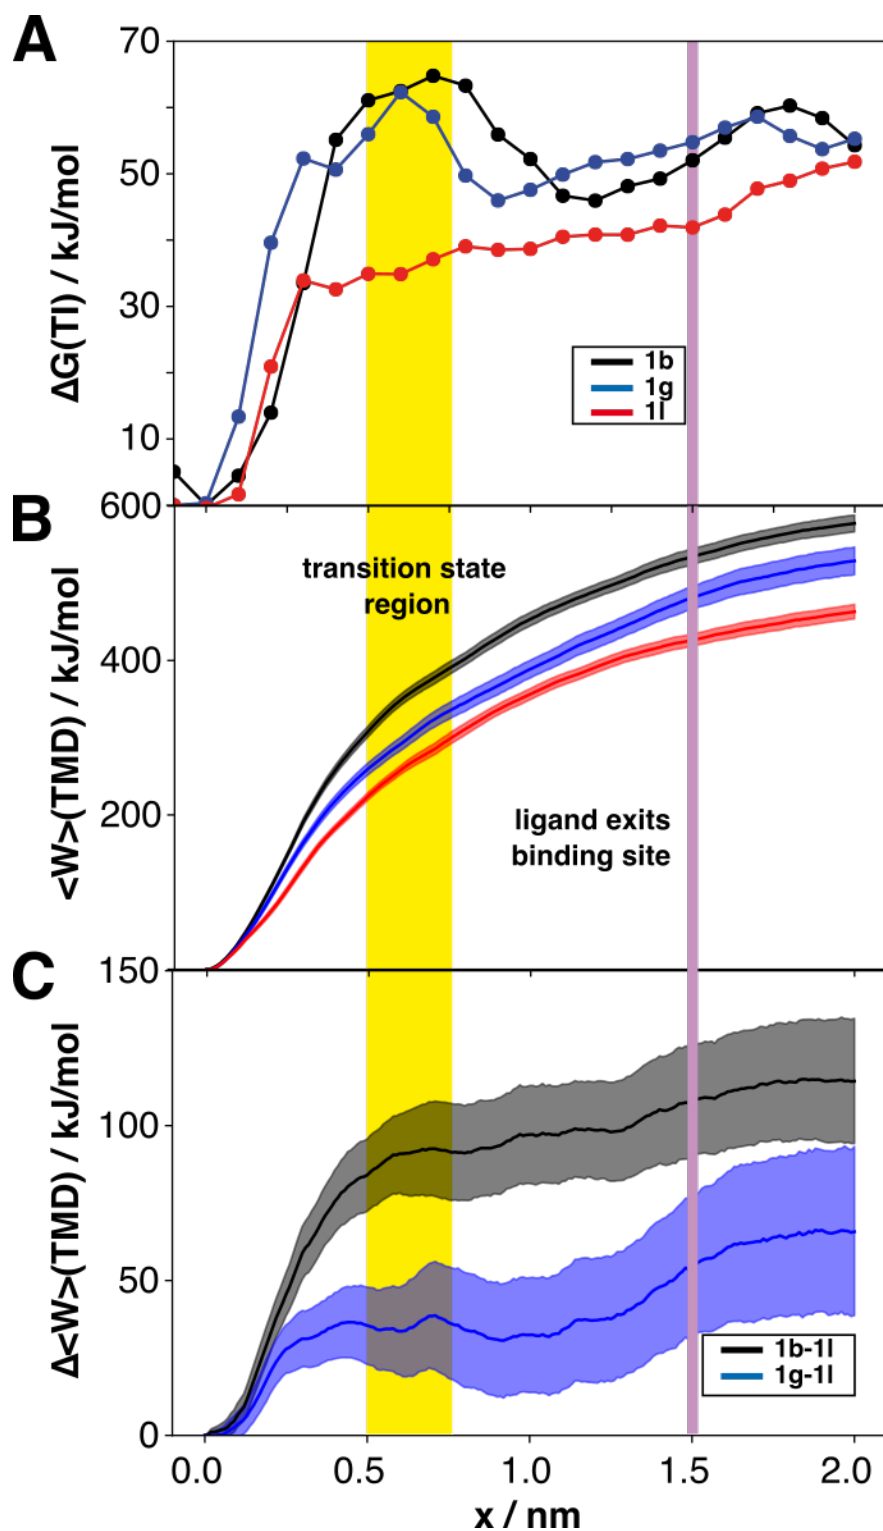 A
70
50
30
10
ΔG(TI) / kJ/mol
1b
1g
1l
B
600
400
200
<W>(TMD) / kJ/mol
transition state
region
ligand exits
binding site
C
150
100
50
0
Δ<W>(TMD) / kJ/mol
1b-1l
1g-1l
0.0 0.5 1.0 1.5 2.0
x / nm